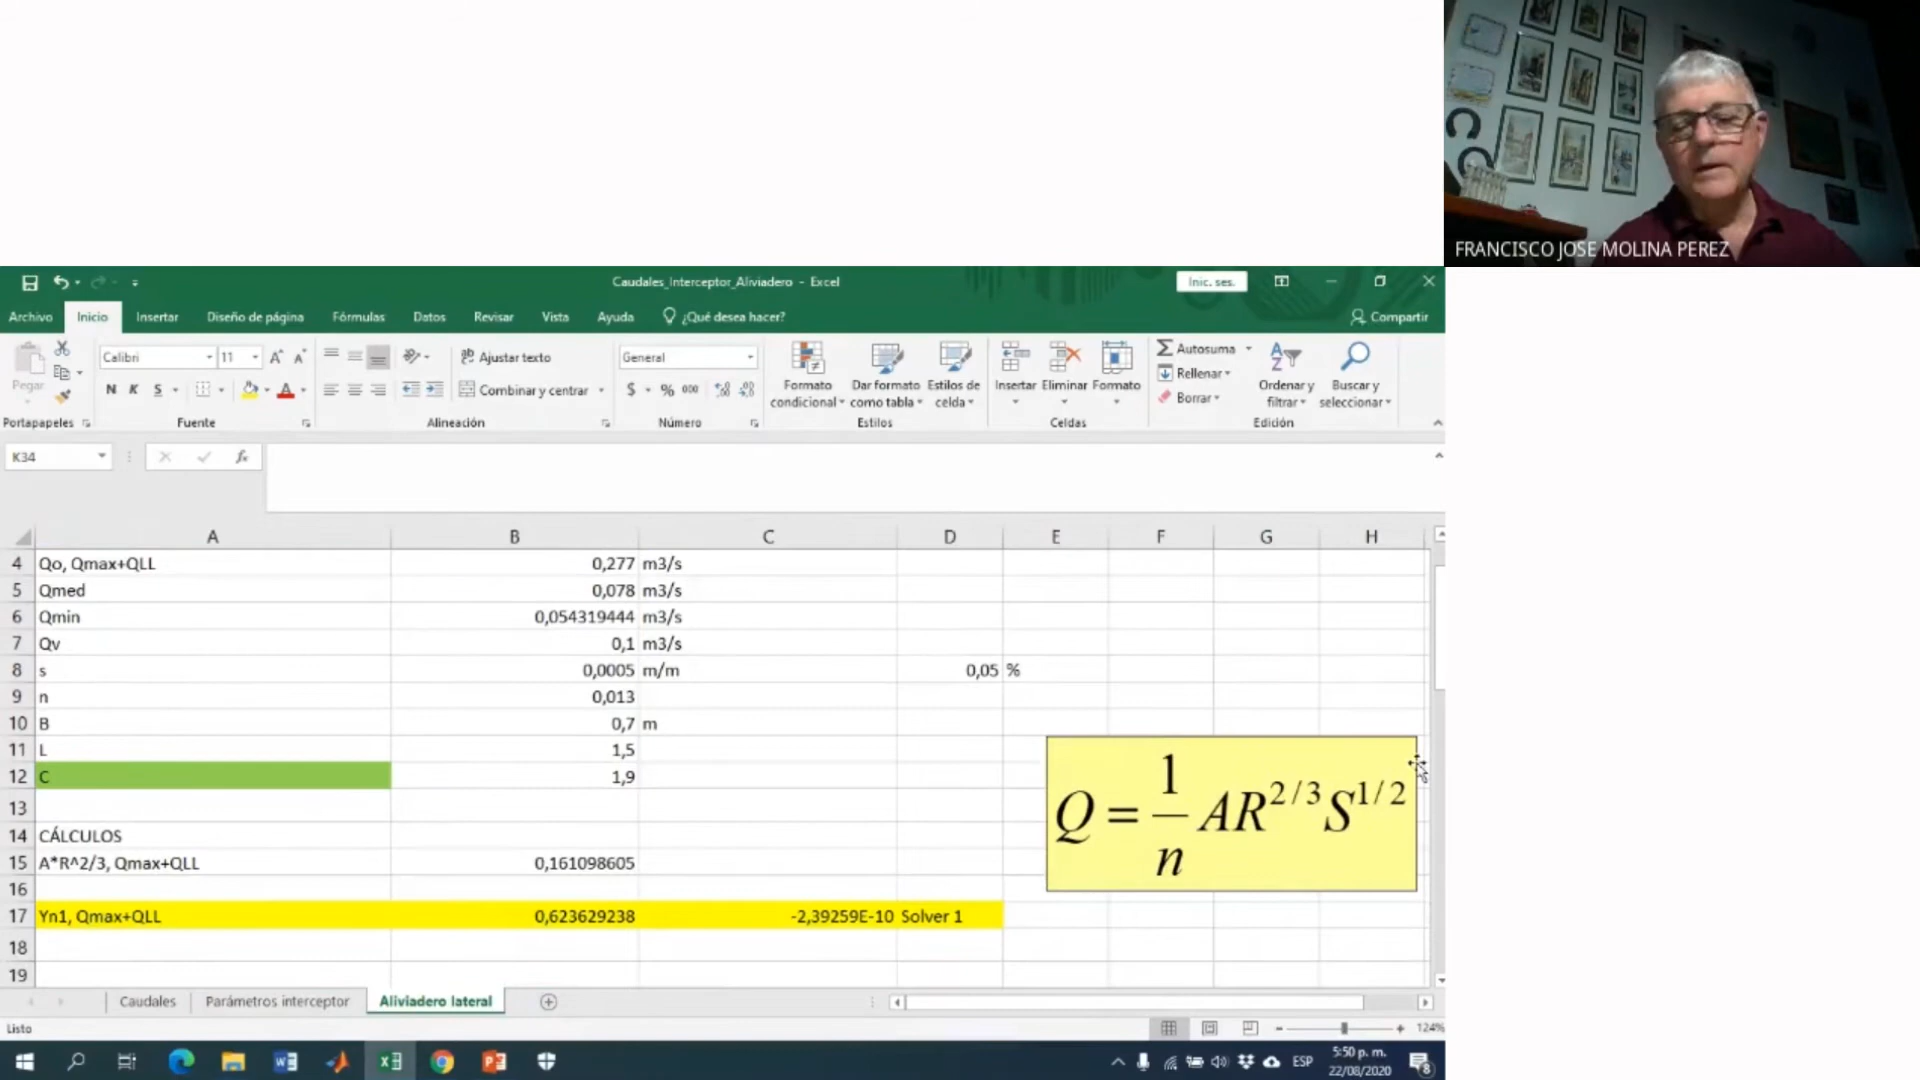 FRANCISCO JOSE MOLINA PEREZ
Caudales_Interceptor_Aliviadero - Excel
Inic. ses.
Archivo Inicio Insertar Diseño de página Fórmulas Datos Revisar Vista Ayuda ¿Qué desea hacer? Compartir
Pegar
Calibri 11
N K S
Ajustar texto
Combinar y centrar
General
$ % 000
Formato condicional
Dar formato como tabla
Estilos de celda
Insertar Eliminar Formato
Autosuma
Rellenar
Borrar
Ordenar y filtrar
Buscar y seleccionar
Portapapeles Fuente Alineación Número Estilos Celdas Edición
K34 fx
A B C D E F G H
4 Qo, Qmax+QLL 0,277 m3/s
5 Qmed 0,078 m3/s
6 Qmin 0,054319444 m3/s
7 Qv 0,1 m3/s
8 s 0,0005 m/m 0,05 %
9 n 0,013
10 B 0,7 m
11 L 1,5
12 C 1,9
13
14 CÁLCULOS
15 A*R^2/3, Qmax+QLL 0,161098605
16
17 Yn1, Qmax+QLL 0,623629238 -2,39259E-10 Solver 1
18
19
Q = 1/n AR^2/3 S^1/2
Caudales Parámetros interceptor Aliviadero lateral
Listo 124%
ESP
5:50 p. m.
22/08/2020
8